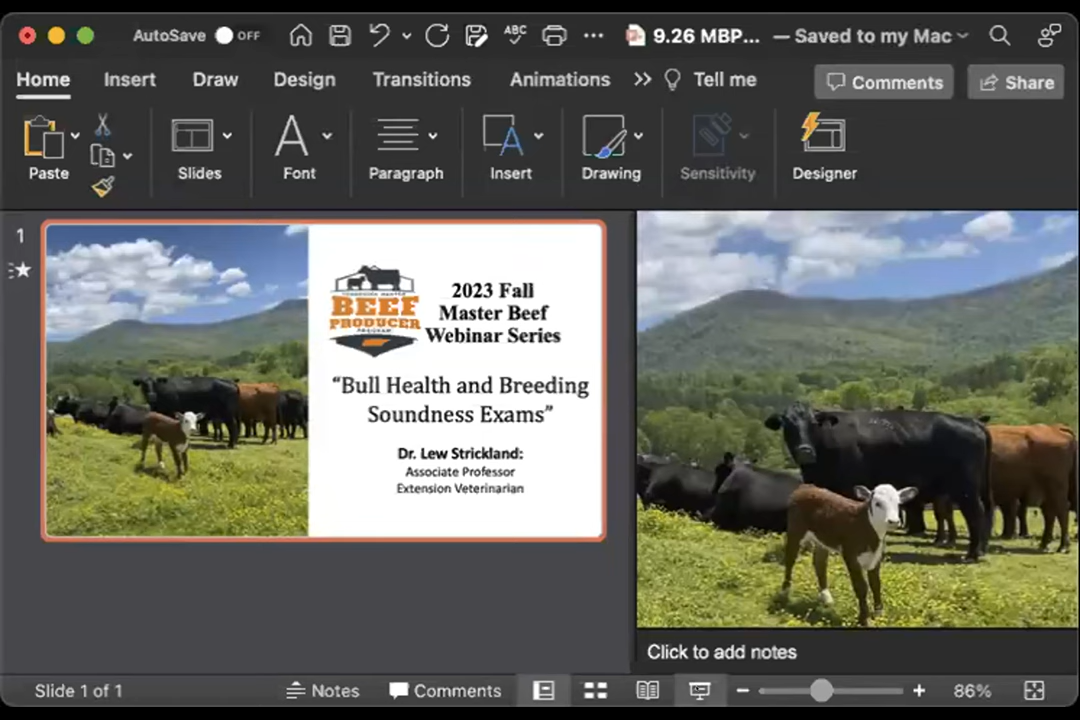 AutoSave OFF ABC 9.26 MBP... — Saved to my Mac
Home Insert Draw Design Transitions Animations Tell me Comments Share
Paste Slides Font Paragraph Insert Drawing Sensitivity Designer
1
BEEF
PRODUCER
PROGRAM
2023 Fall
Master Beef
Webinar Series
“Bull Health and Breeding
Soundness Exams”
Dr. Lew Strickland:
Associate Professor
Extension Veterinarian
Click to add notes
Slide 1 of 1 Notes Comments 86%